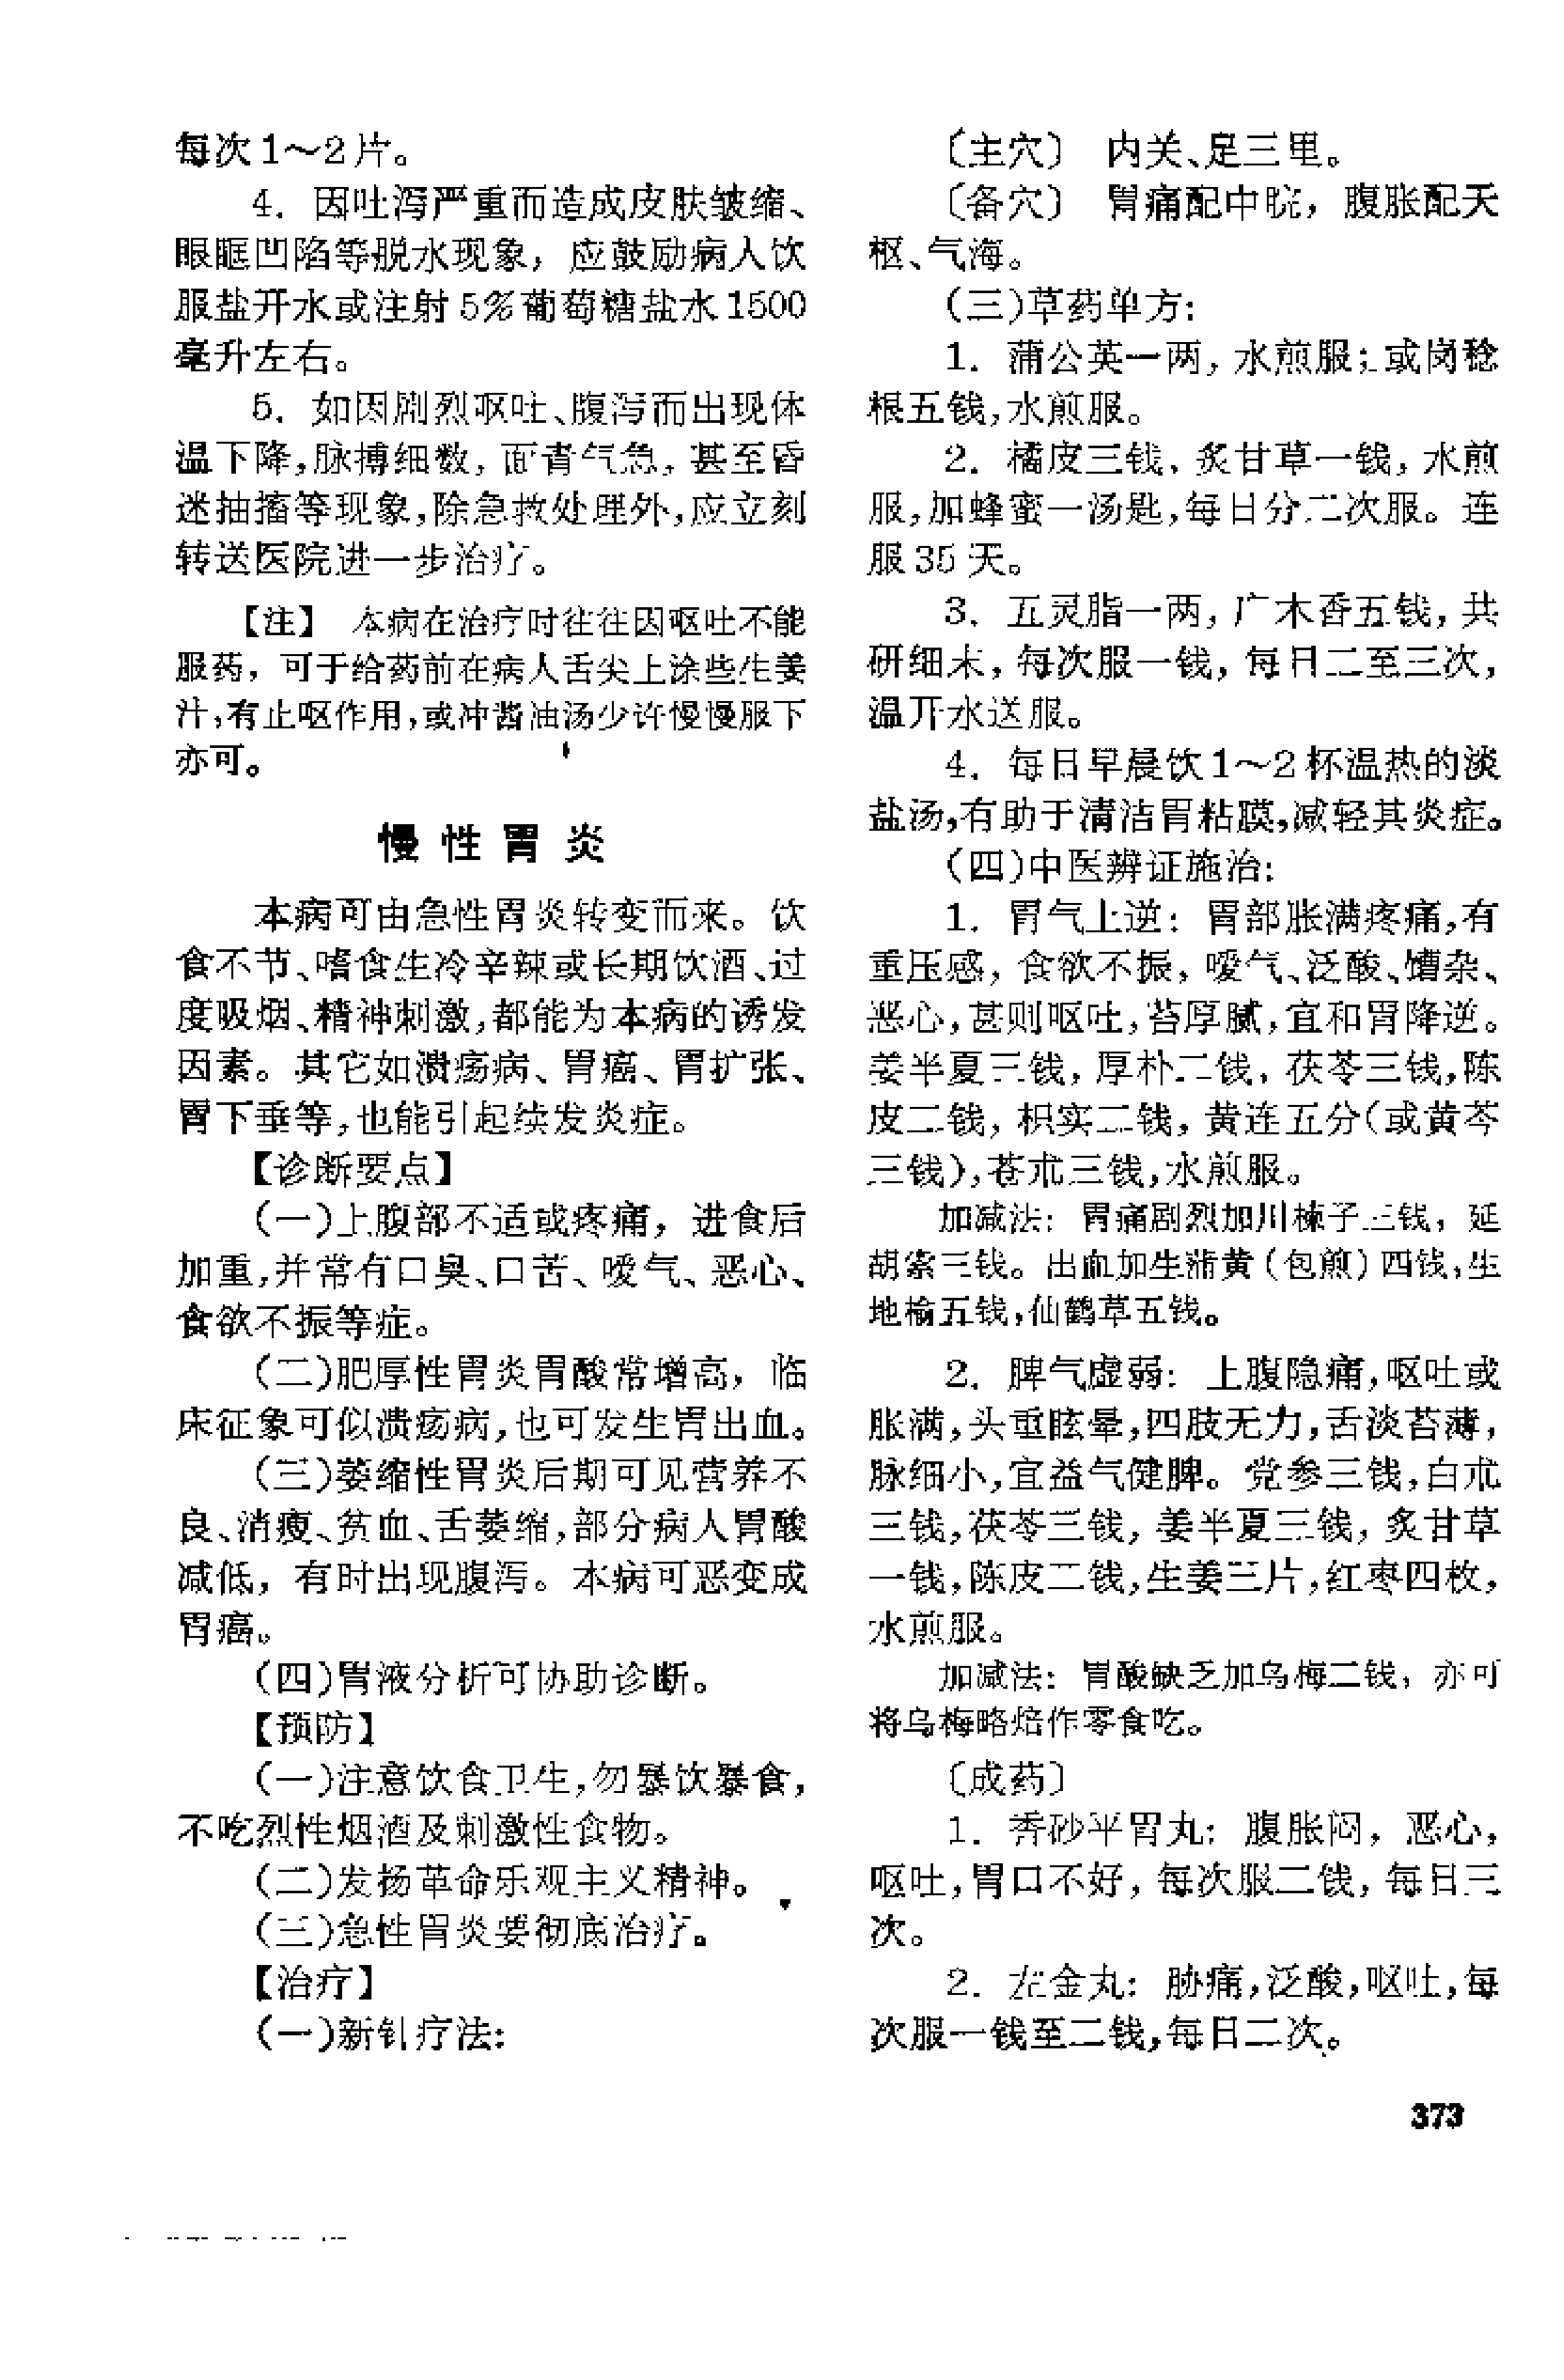 每次1～2片。
4. 因吐泻严重而造成皮肤皱缩、
眼眶凹陷等脱水现象，应鼓励病人饮
服盐开水或注射5%葡萄糖盐水1500
毫升左右。
5. 如因剧烈呕吐、腹泻而出现体
温下降，脉搏细数，面青气急，甚至昏
迷抽搐等现象，除急救处理外，应立刻
转送医院进一步治疗。
【注】 本病在治疗时往往因呕吐不能
服药，可于给药前在病人舌尖上涂些生姜
汁，有止呕作用，或冲酱油汤少许慢慢服下
亦可。
慢性胃炎
本病可由急性胃炎转变而来。饮
食不节、嗜食生冷辛辣或长期饮酒、过
度吸烟、精神刺激，都能为本病的诱发
因素。其它如溃疡病、胃癌、胃扩张、
胃下垂等，也能引起续发炎症。
【诊断要点】
(一)上腹部不适或疼痛，进食后
加重，并常有口臭、口苦、嗳气、恶心、
食欲不振等症。
(二)肥厚性胃炎胃酸常增高，临
床征象可似溃疡病，也可发生胃出血。
(三)萎缩性胃炎后期可见营养不
良、消瘦、贫血、舌萎缩，部分病人胃酸
减低，有时出现腹泻。本病可恶变成
胃癌。
(四)胃液分析可协助诊断。
【预防】
(一)注意饮食卫生，勿暴饮暴食，
不吃烈性烟酒及刺激性食物。
(二)发扬革命乐观主义精神。
(三)急性胃炎要彻底治疗。
【治疗】
(一)新针疗法：
〔主穴〕 内关、足三里。
〔备穴〕 胃痛配中脘，腹胀配天
枢、气海。
(三)草药单方：
1. 蒲公英一两，水煎服；或岗稔
根五钱，水煎服。
2. 橘皮三钱，炙甘草一钱，水煎
服，加蜂蜜一汤匙，每日分二次服。连
服35天。
3. 五灵脂一两，广木香五钱，共
研细末，每次服一钱，每日二至三次，
温开水送服。
4. 每日早晨饮1～2杯温热的淡
盐汤，有助于清洁胃粘膜，减轻其炎症。
(四)中医辨证施治：
1. 胃气上逆：胃部胀满疼痛，有
重压感，食欲不振，嗳气、泛酸、嘈杂、
恶心，甚则呕吐，苔厚腻，宜和胃降逆。
姜半夏三钱，厚朴二钱，茯苓三钱，陈
皮二钱，枳实二钱，黄连五分(或黄芩
三钱)，苍朮三钱，水煎服。
加减法：胃痛剧烈加川楝子三钱，延
胡索三钱。出血加生蒲黄(包煎)四钱，生
地榆五钱，仙鹤草五钱。
2. 脾气虚弱：上腹隐痛，呕吐或
胀满，头重眩晕，四肢无力，舌淡苔薄，
脉细小，宜益气健脾。党参三钱，白朮
三钱，茯苓三钱，姜半夏三钱，炙甘草
一钱，陈皮二钱，生姜三片，红枣四枚，
水煎服。
加减法：胃酸缺乏加乌梅二钱，亦可
将乌梅略焙作零食吃。
〔成药〕
1. 香砂平胃丸：腹胀闷，恶心，
呕吐，胃口不好，每次服二钱，每日三
次。
2. 左金丸：胁痛，泛酸，呕吐，每
次服一钱至二钱，每日二次。
373